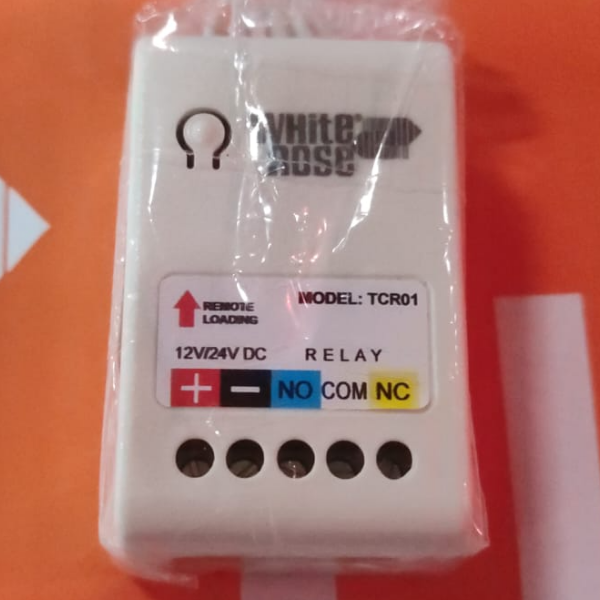 WHite
ROSe
REMOTE
LOADING
MODEL: TCR01
12V/24V DC
RELAY
+ − NO COM NC